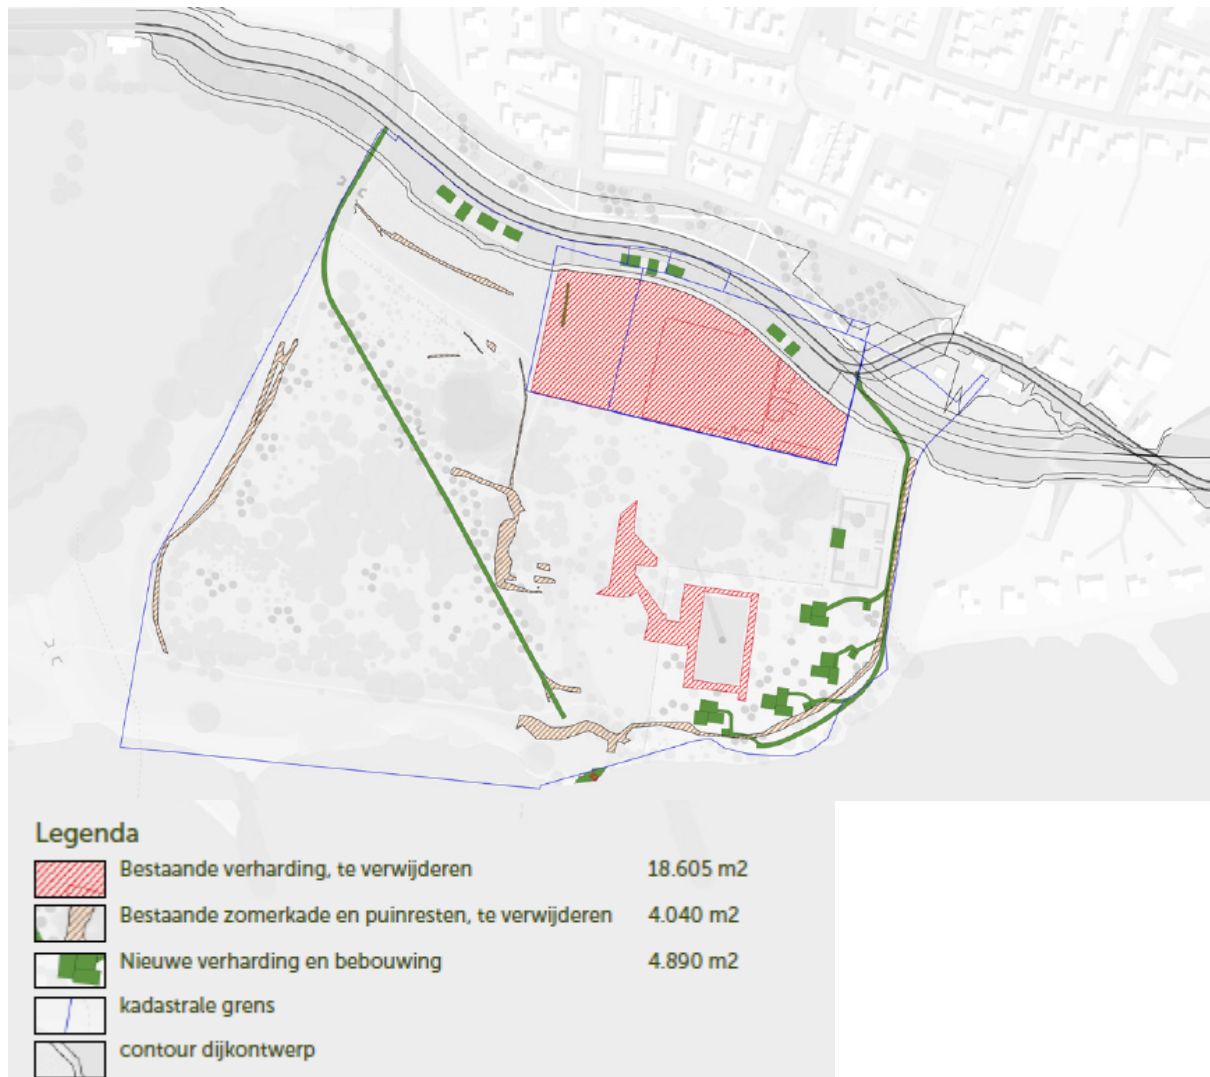 Legenda
Bestaande verharding, te verwijderen 18.605 m2
Bestaande zomerkade en puinresten, te verwijderen 4.040 m2
Nieuwe verharding en bebouwing 4.890 m2
kadastrale grens
contour dijkontwerp